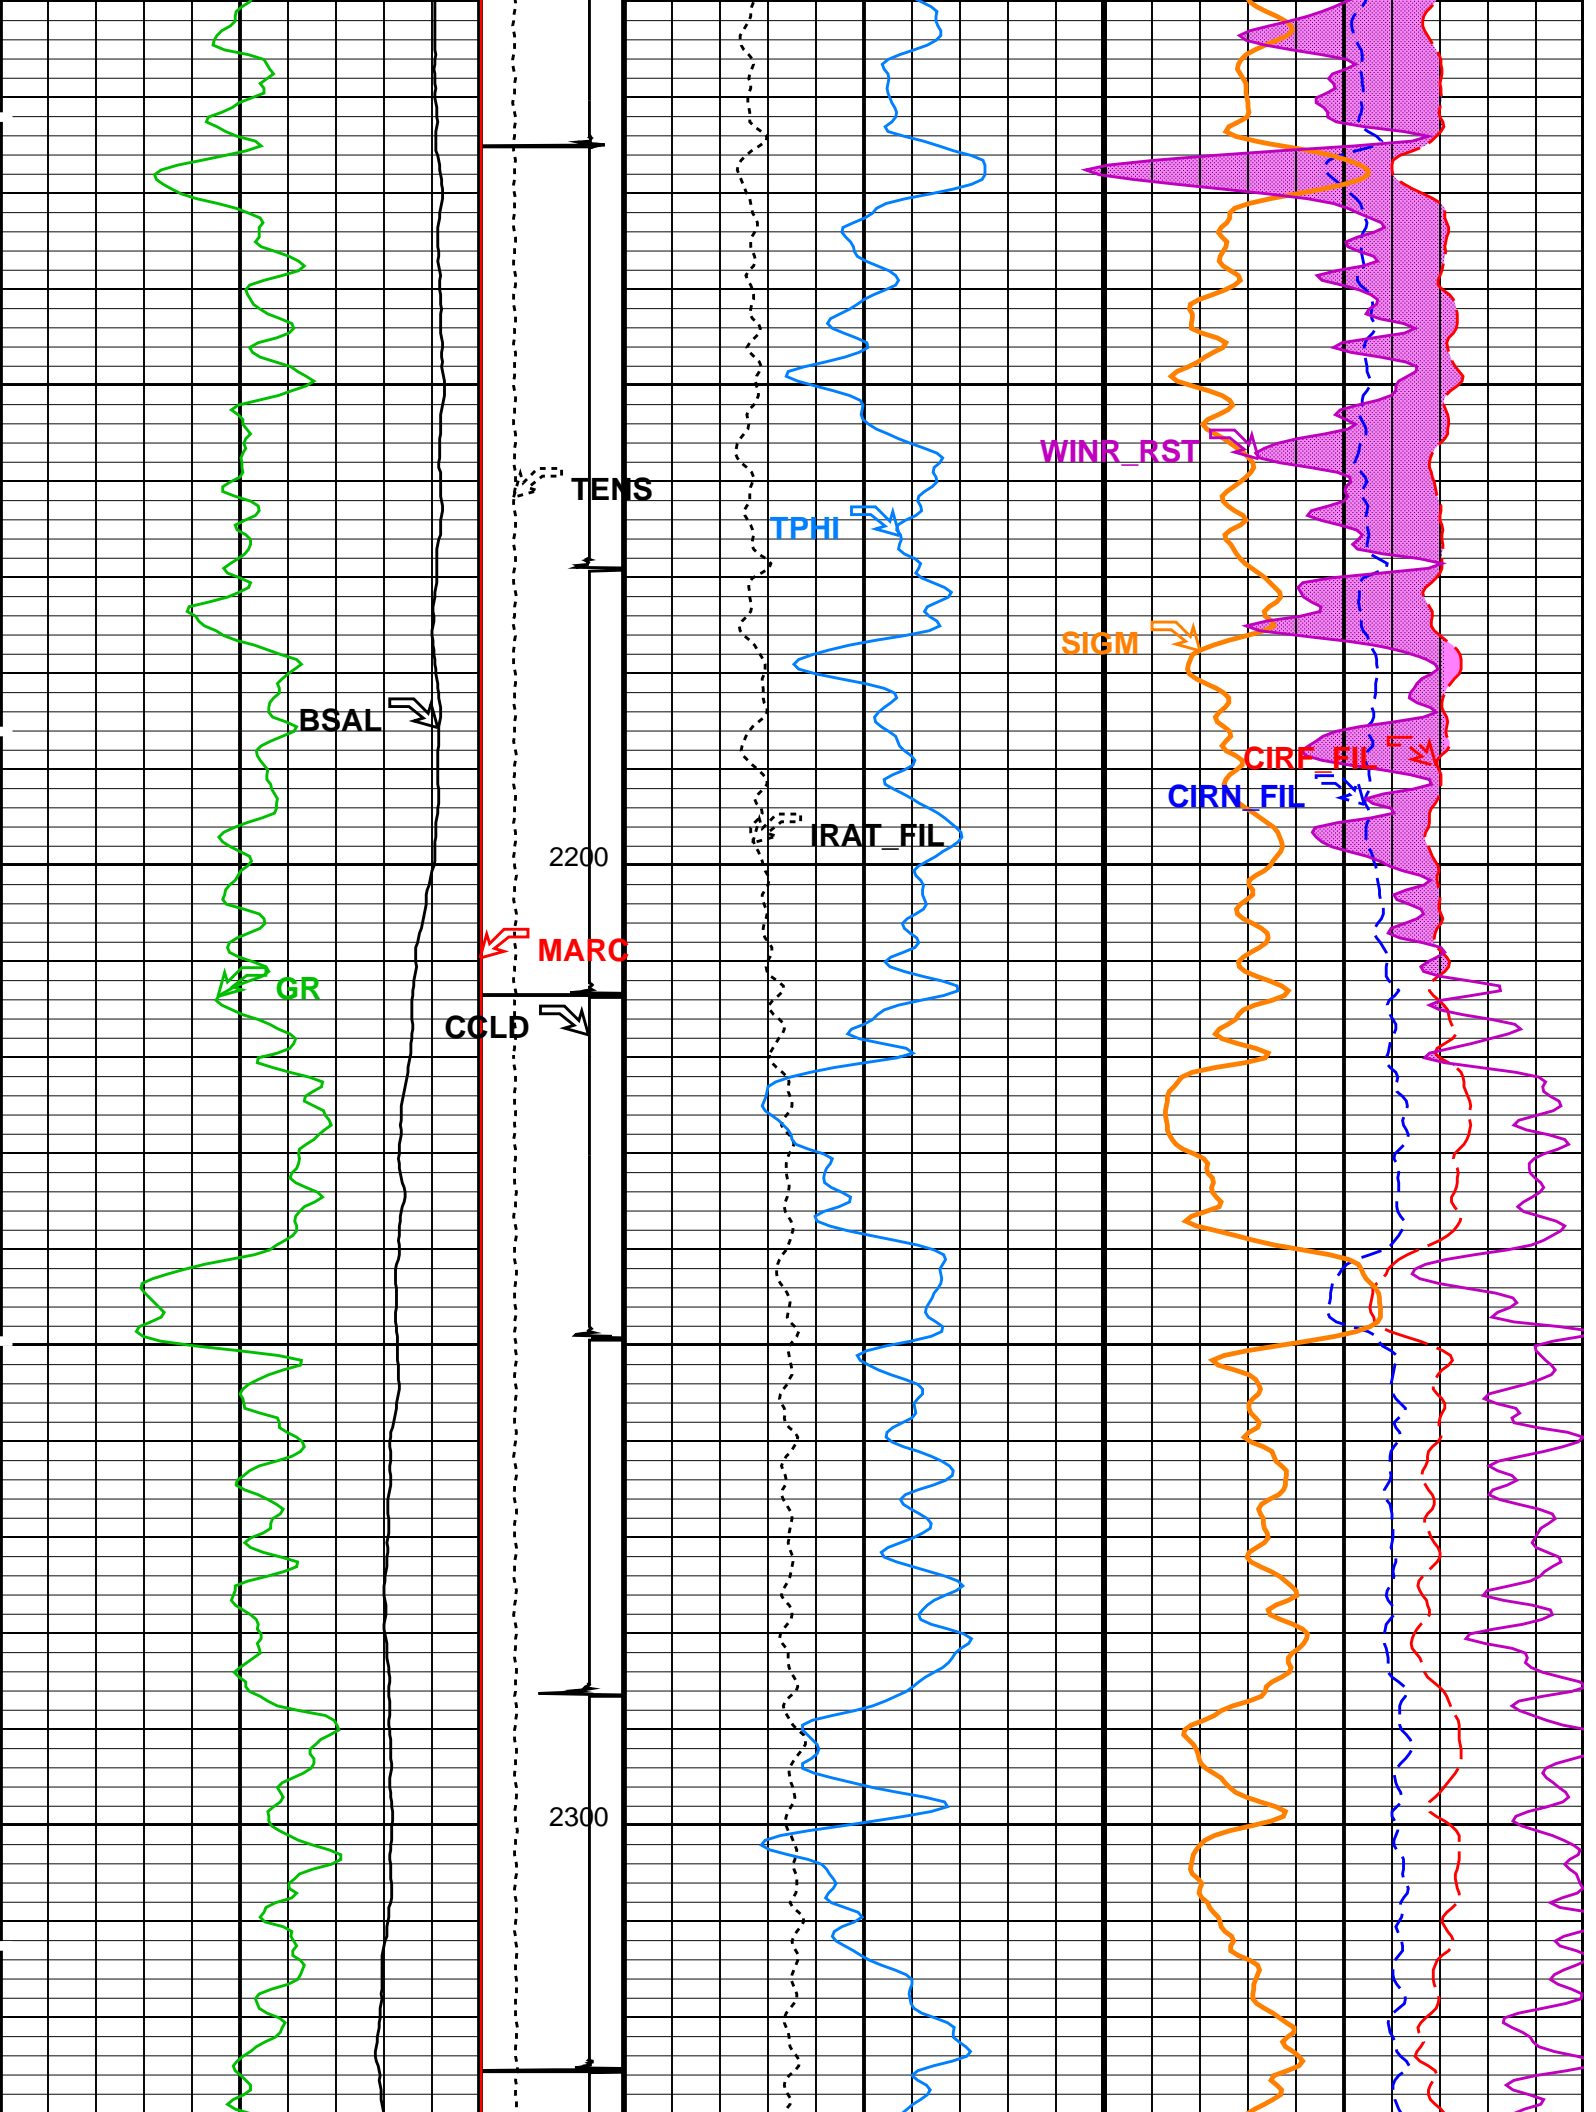 WINR_RST
TENS
TPHI
SIGM
BSAL
CIRF_FIL
CIRN_FIL
IRAT_FIL
2200
MARC
GR
CCLD
2300